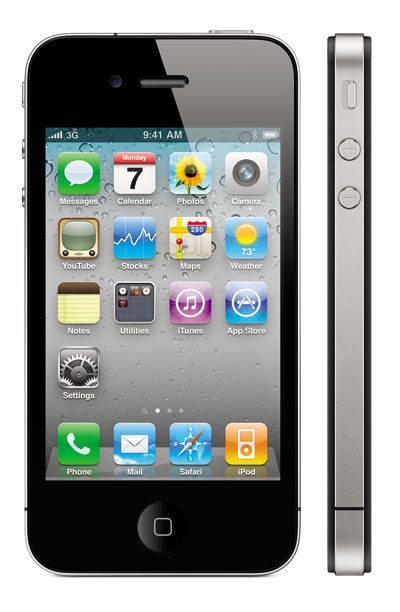 3G 9:41 AM
Monday
7
280
73°
Messages Calendar Photos Camera
YouTube Stocks Maps Weather
Notes Utilities iTunes App Store
Settings
Phone Mail Safari iPod